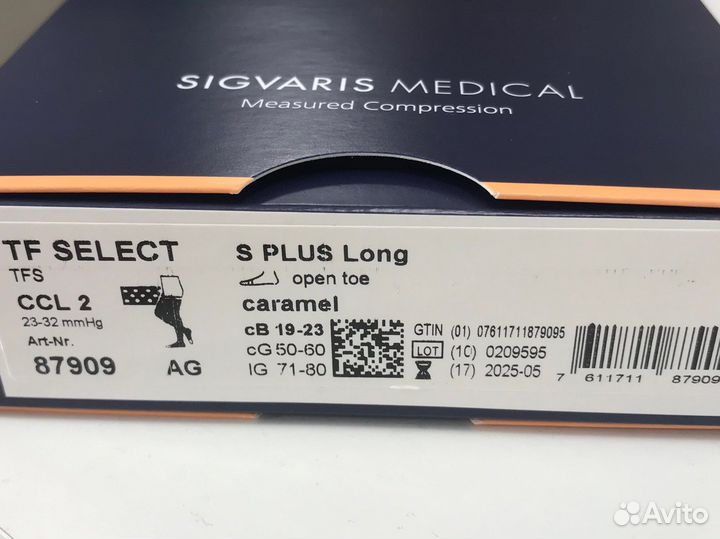 SIGVARIS MEDICAL
Measured Compression
TF SELECT
TFS
CCL 2
23-32 mmHg
Art-Nr.
87909 AG
S PLUS Long
open toe
caramel
cB 19-23
cG 50-60
lG 71-80
GTIN (01) 07611711879095
LOT (10) 0209595
(17) 2025-05
7 611711 87909
Avito